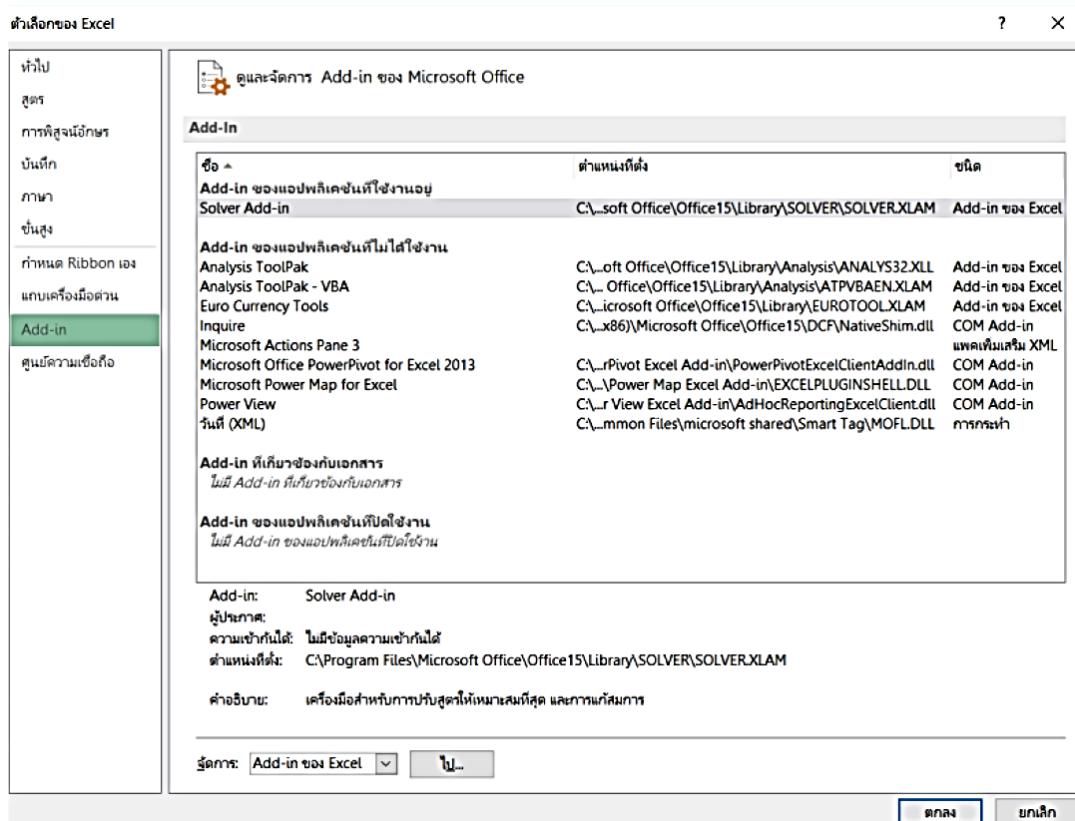 ตัวเลือกของ Excel
? ×
ทั่วไป
สูตร
การพิสูจน์อักษร
บันทึก
ภาษา
ขั้นสูง
กำหนด Ribbon เอง
แถบเครื่องมือด่วน
Add-in
ศูนย์ความเชื่อถือ
ดูและจัดการ Add-in ของ Microsoft Office
Add-In
ชื่อ ตำแหน่งที่ตั้ง ชนิด
Add-in ของแอปพลิเคชันที่ใช้งานอยู่
Solver Add-in C:\...soft Office\Office15\Library\SOLVER\SOLVER.XLAM Add-in ของ Excel
Add-in ของแอปพลิเคชันที่ไม่ได้ใช้งาน
Analysis ToolPak C:\...oft Office\Office15\Library\Analysis\ANALYS32.XLL Add-in ของ Excel
Analysis ToolPak - VBA C:\... Office\Office15\Library\Analysis\ATPVBAEN.XLAM Add-in ของ Excel
Euro Currency Tools C:\...icrosoft Office\Office15\Library\EUROTOOL.XLAM Add-in ของ Excel
Inquire C:\...x86)\Microsoft Office\Office15\DCF\NativeShim.dll COM Add-in
Microsoft Actions Pane 3 แพคเพิ่มเสริม XML
Microsoft Office PowerPivot for Excel 2013 C:\...rPivot Excel Add-in\PowerPivotExcelClientAddIn.dll COM Add-in
Microsoft Power Map for Excel C:\...\Power Map Excel Add-in\EXCELPLUGINSHELL.DLL COM Add-in
Power View C:\...r View Excel Add-in\AdHocReportingExcelClient.dll COM Add-in
วันที่ (XML) C:\...mmon Files\microsoft shared\Smart Tag\MOFL.DLL การกระทำ
Add-in ที่เกี่ยวข้องกับเอกสาร
ไม่มี Add-in ที่เกี่ยวข้องกับเอกสาร
Add-in ของแอปพลิเคชันที่ปิดใช้งาน
ไม่มี Add-in ของแอปพลิเคชันที่ปิดใช้งาน
Add-in: Solver Add-in
ผู้ประกาศ:
ความเข้ากันได้: ไม่มีข้อมูลความเข้ากันได้
ตำแหน่งที่ตั้ง: C:\Program Files\Microsoft Office\Office15\Library\SOLVER\SOLVER.XLAM
คำอธิบาย: เครื่องมือสำหรับการปรับสูตรให้เหมาะสมที่สุด และการแก้สมการ
จัดการ: Add-in ของ Excel ไป...
ตกลง ยกเลิก